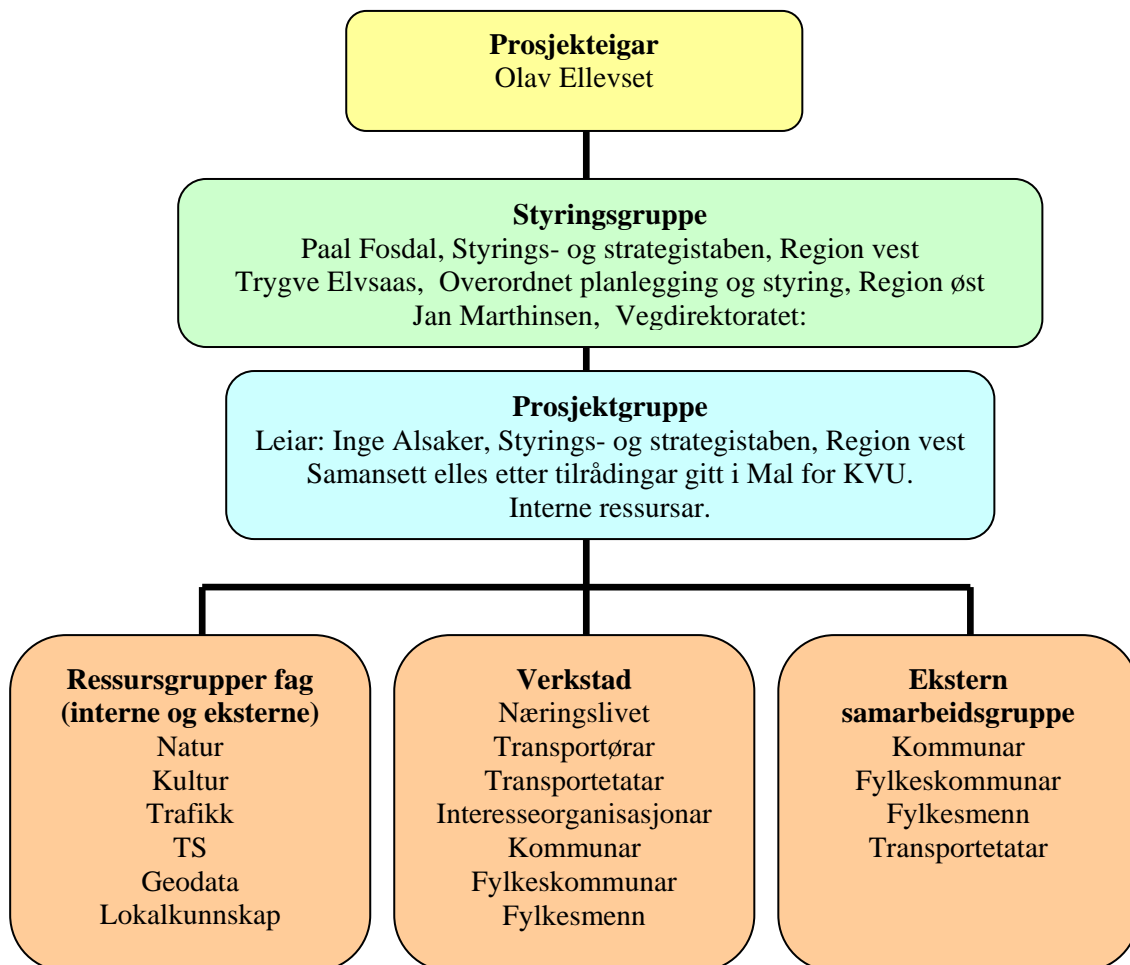 Prosjekteigar
Olav Ellevset
Styringsgruppe
Paal Fosdal, Styrings- og strategistaben, Region vest
Trygve Elvsaas, Overordnet planlegging og styring, Region øst
Jan Marthinsen, Vegdirektoratet:
Prosjektgruppe
Leiar: Inge Alsaker, Styrings- og strategistaben, Region vest
Samansett elles etter tilrådingar gitt i Mal for KVU.
Interne ressursar.
Ressursgrupper fag
(interne og eksterne)
Natur
Kultur
Trafikk
TS
Geodata
Lokalkunnskap
Verkstad
Næringslivet
Transportørar
Transportetatar
Interesseorganisasjonar
Kommunar
Fylkeskommunar
Fylkesmenn
Ekstern
samarbeidsgruppe
Kommunar
Fylkeskommunar
Fylkesmenn
Transportetatar